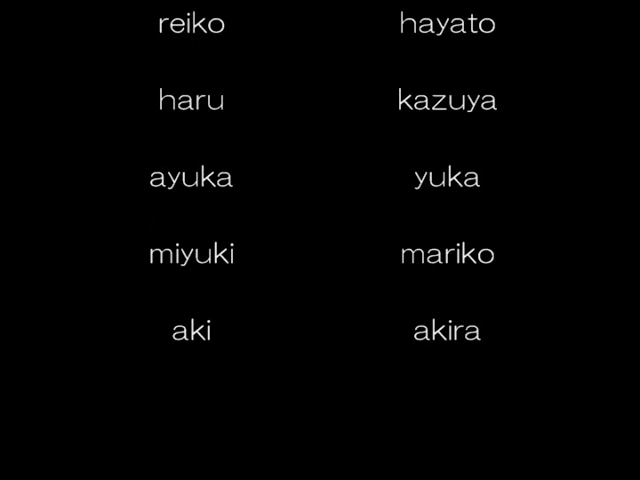 reiko hayato
haru kazuya
ayuka yuka
miyuki mariko
aki akira